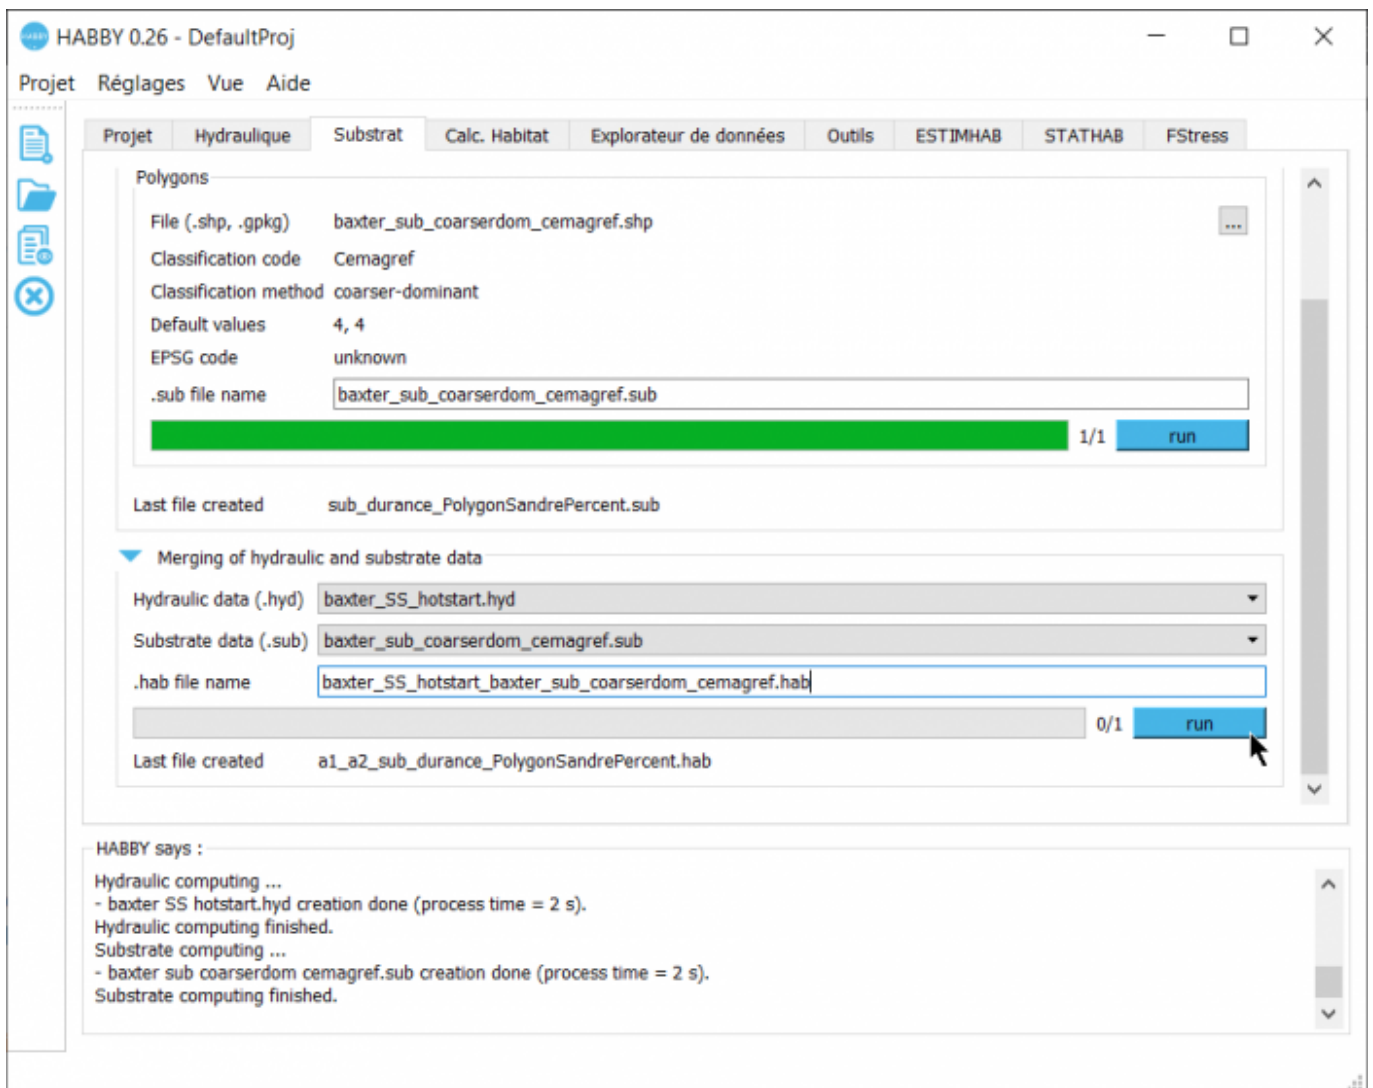 HABBY 0.26 - DefaultProj
Projet Réglages Vue Aide
Projet Hydraulique Substrat Calc. Habitat Explorateur de données Outils ESTIMHAB STATHAB FStress
Polygons
File (.shp, .gpkg) baxter_sub_coarserdom_cemagref.shp ...
Classification code Cemagref
Classification method coarser-dominant
Default values 4, 4
EPSG code unknown
.sub file name baxter_sub_coarserdom_cemagref.sub
1/1 run
Last file created sub_durance_PolygonSandrePercent.sub
Merging of hydraulic and substrate data
Hydraulic data (.hyd) baxter_SS_hotstart.hyd
Substrate data (.sub) baxter_sub_coarserdom_cemagref.sub
.hab file name baxter_SS_hotstart_baxter_sub_coarserdom_cemagref.hab
0/1 run
Last file created a1_a2_sub_durance_PolygonSandrePercent.hab
HABBY says :
Hydraulic computing ...
- baxter SS hotstart.hyd creation done (process time = 2 s).
Hydraulic computing finished.
Substrate computing ...
- baxter sub coarserdom cemagref.sub creation done (process time = 2 s).
Substrate computing finished.